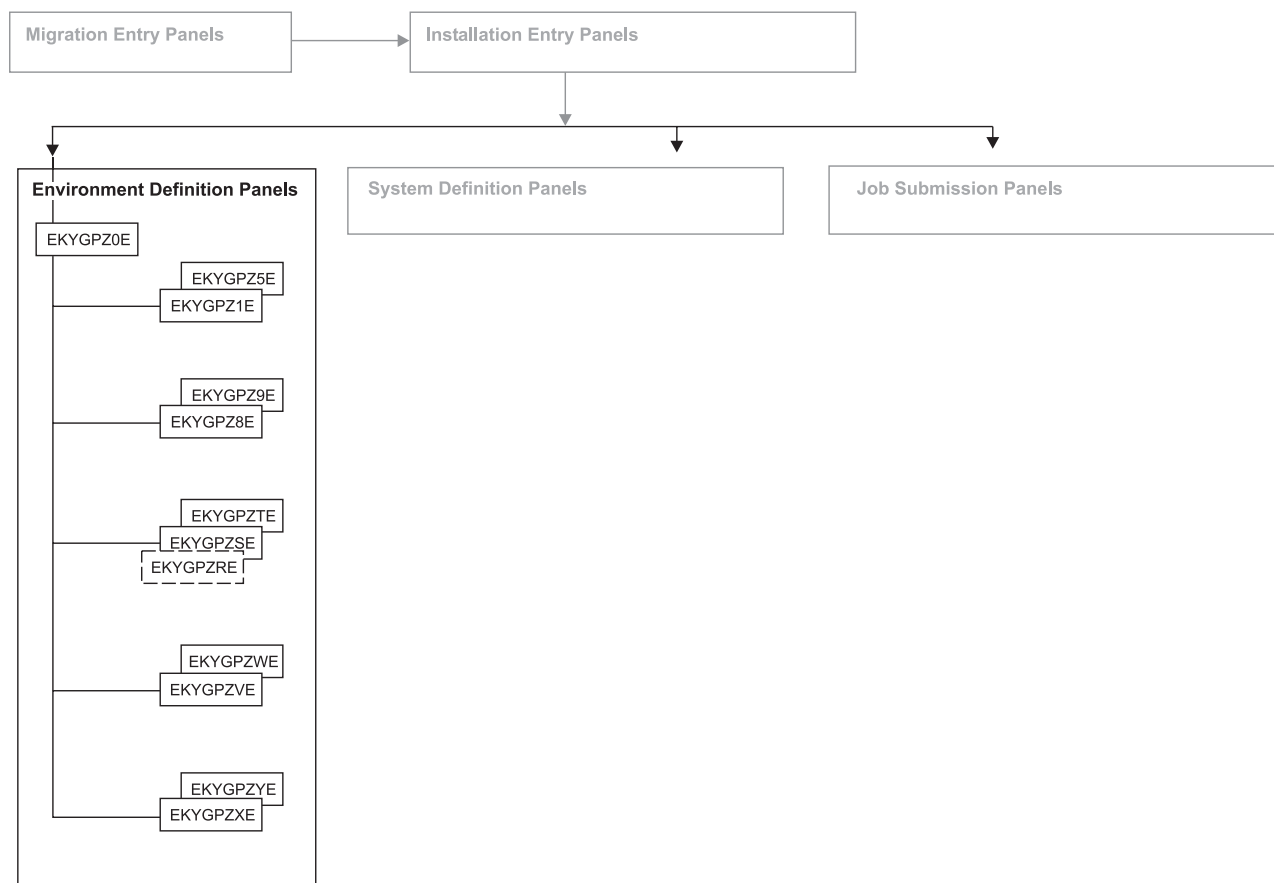 Migration Entry Panels
Installation Entry Panels
Environment Definition Panels
System Definition Panels
Job Submission Panels
EKYGPZ0E
EKYGPZ5E
EKYGPZ1E
EKYGPZ9E
EKYGPZ8E
EKYGPZTE
EKYGPZSE
EKYGPZRE
EKYGPZWE
EKYGPZVE
EKYGPZYE
EKYGPZXE